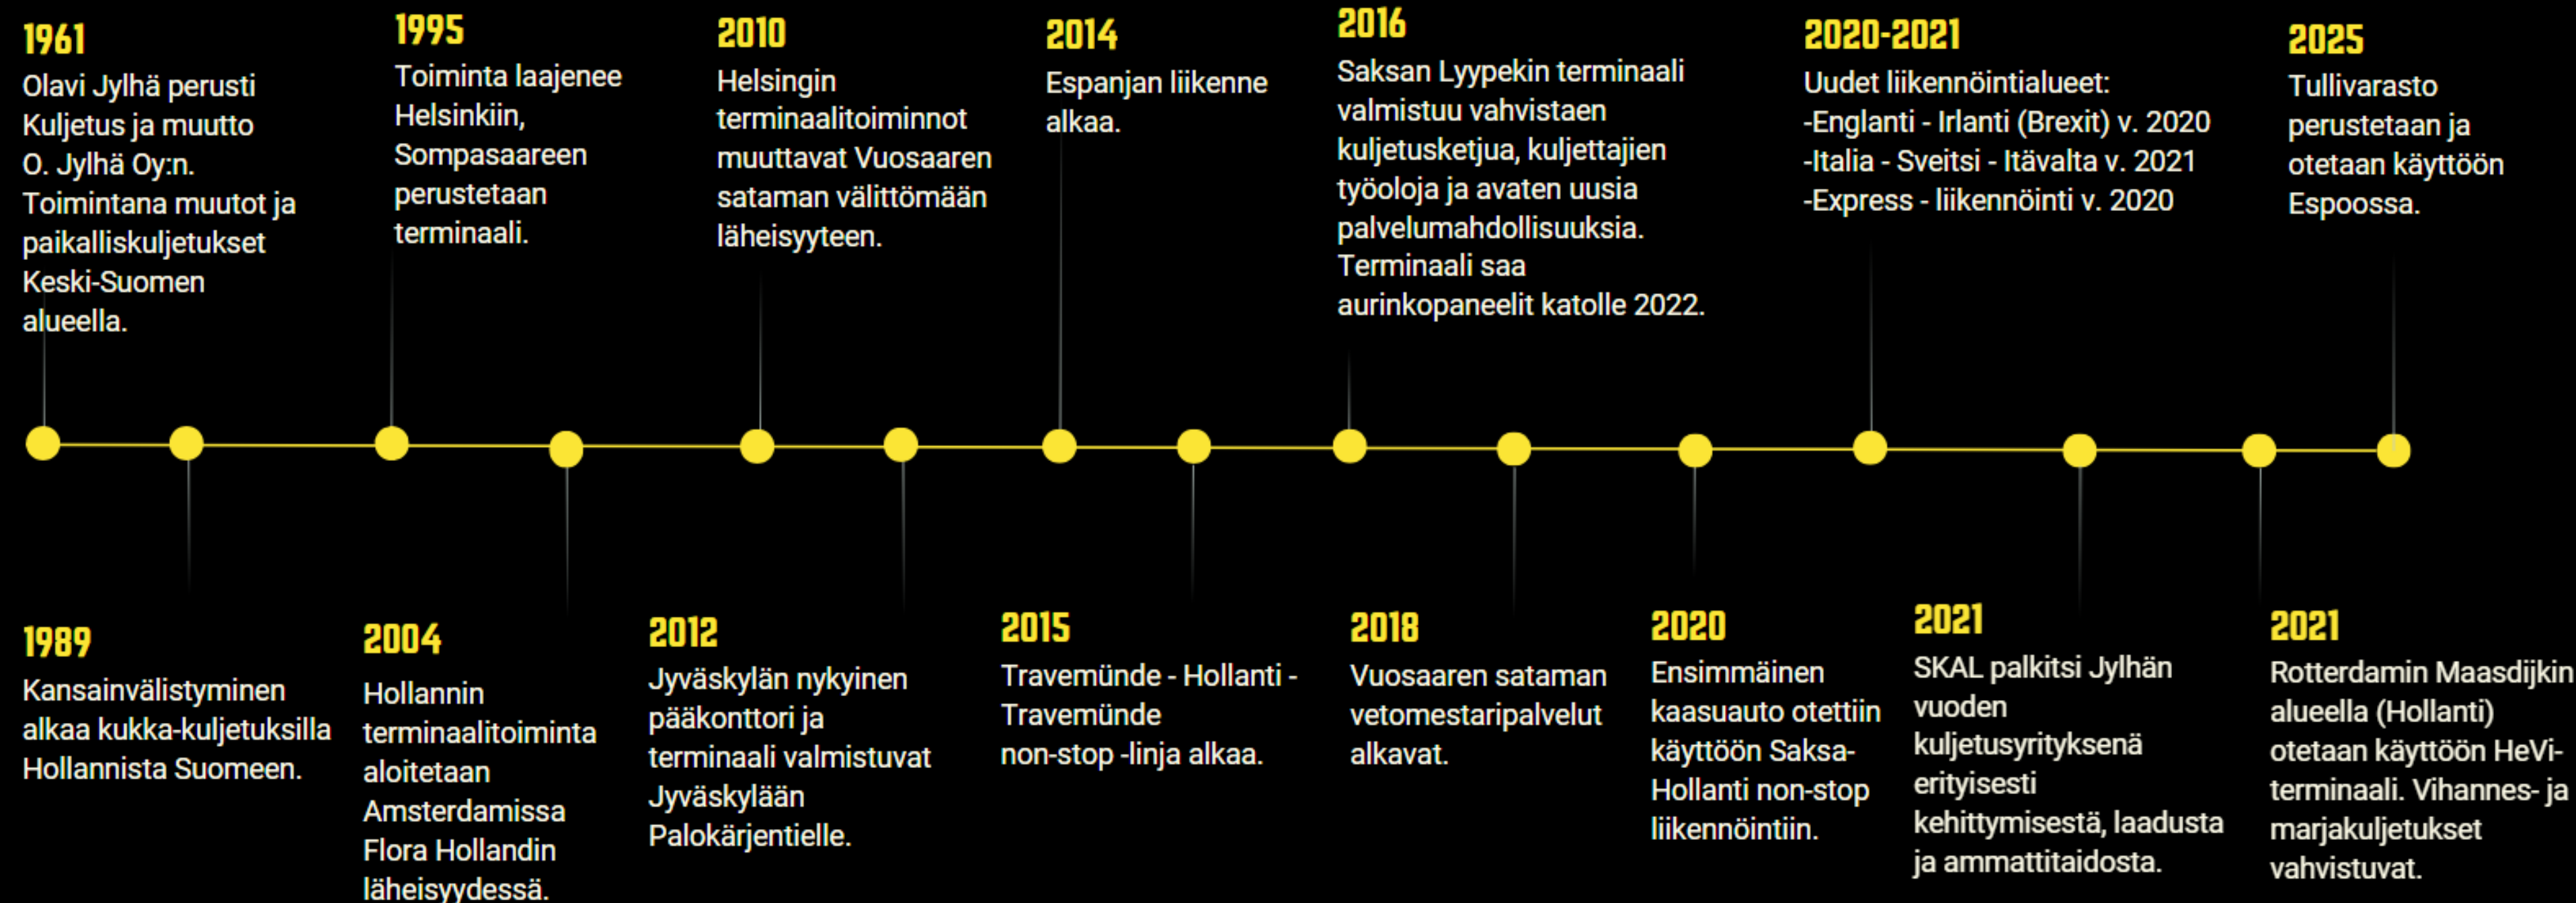 1961
Olavi Jylhä perusti
Kuljetus ja muutto
O. Jylhä Oy:n.
Toimintana muutot ja
paikalliskuljetukset
Keski-Suomen
alueella.
1995
Toiminta laajenee
Helsinkiin,
Sompasaareen
perustetaan
terminaali.
2010
Helsingin
terminaalitoiminnot
muuttavat Vuosaaren
sataman välittömään
läheisyyteen.
2014
Espanjan liikenne
alkaa.
2016
Saksan Lyypekin terminaali
valmistuu vahvistaen
kuljetusketjua, kuljettajien
työoloja ja avaten uusia
palvelumahdollisuuksia.
Terminaali saa
aurinkopaneelit katolle 2022.
2020-2021
Uudet liikennöintialueet:
-Englanti - Irlanti (Brexit) v. 2020
-Italia - Sveitsi - Itävalta v. 2021
-Express - liikennöinti v. 2020
2025
Tullivarasto
perustetaan ja
otetaan käyttöön
Espoossa.
1989
Kansainvälistyminen
alkaa kukka-kuljetuksilla
Hollannista Suomeen.
2004
Hollannin
terminaalitoiminta
aloitetaan
Amsterdamissa
Flora Hollandin
läheisyydessä.
2012
Jyväskylän nykyinen
pääkonttori ja
terminaali valmistuvat
Jyväskylään
Palokärjentielle.
2015
Travemünde - Hollanti -
Travemünde
non-stop -linja alkaa.
2018
Vuosaaren sataman
vetomestaripalvelut
alkavat.
2020
Ensimmäinen
kaasuauto otettiin
käyttöön Saksa-
Hollanti non-stop
liikennöintiin.
2021
SKAL palkitsi Jylhän
vuoden
kuljetusyrityksenä
erityisesti
kehittymisestä, laadusta
ja ammattitaidosta.
2021
Rotterdamin Maasdijkin
alueella (Hollanti)
otetaan käyttöön HeVi-
terminaali. Vihannes- ja
marjakuljetukset
vahvistuvat.